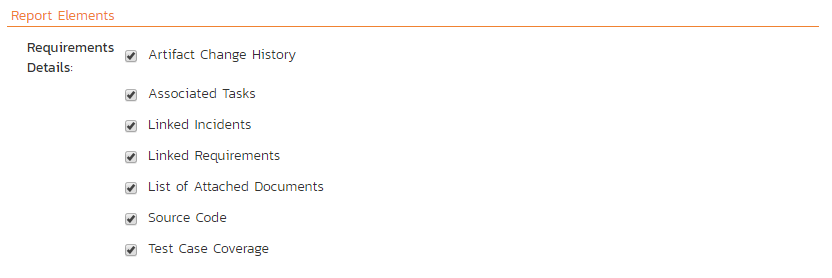 Report Elements
Requirements
Details:
Artifact Change History
Associated Tasks
Linked Incidents
Linked Requirements
List of Attached Documents
Source Code
Test Case Coverage